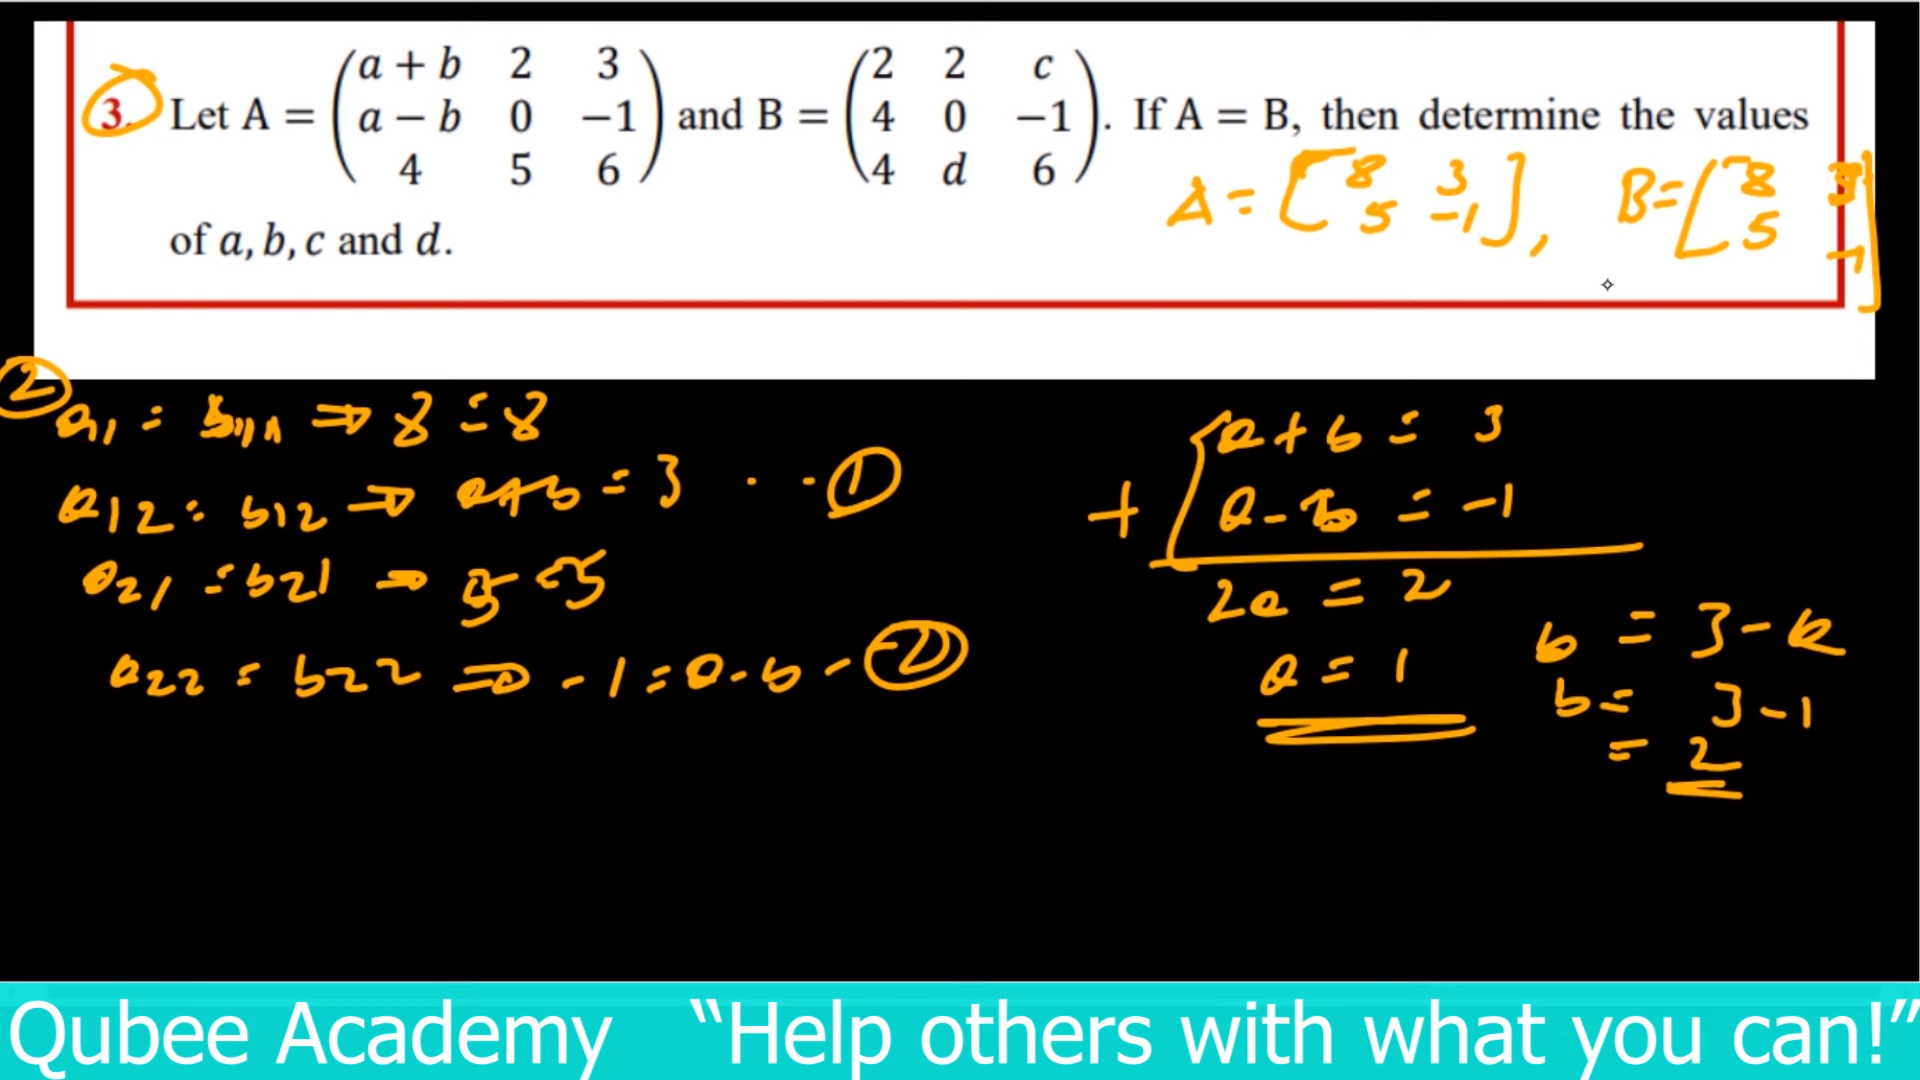 3. Let A = (a + b 2 3; a − b 0 −1; 4 5 6) and B = (2 2 c; 4 0 −1; 4 d 6). If A = B, then determine the values
of a, b, c and d.
A = [8 3; 5 -1], B = [8; 5 -1]
②
a11 = b11 ⇒ 8 = 8
a12 = b12 ⇒ a+b = 3 . . ①
a21 = b21 ⇒ 5 = 5
a22 = b22 ⇒ -1 = a-b - ②
a + b = 3
+ a - b = -1
2a = 2
a = 1
b = 3 - a
b = 3 - 1
= 2
Qubee Academy “Help others with what you can!”